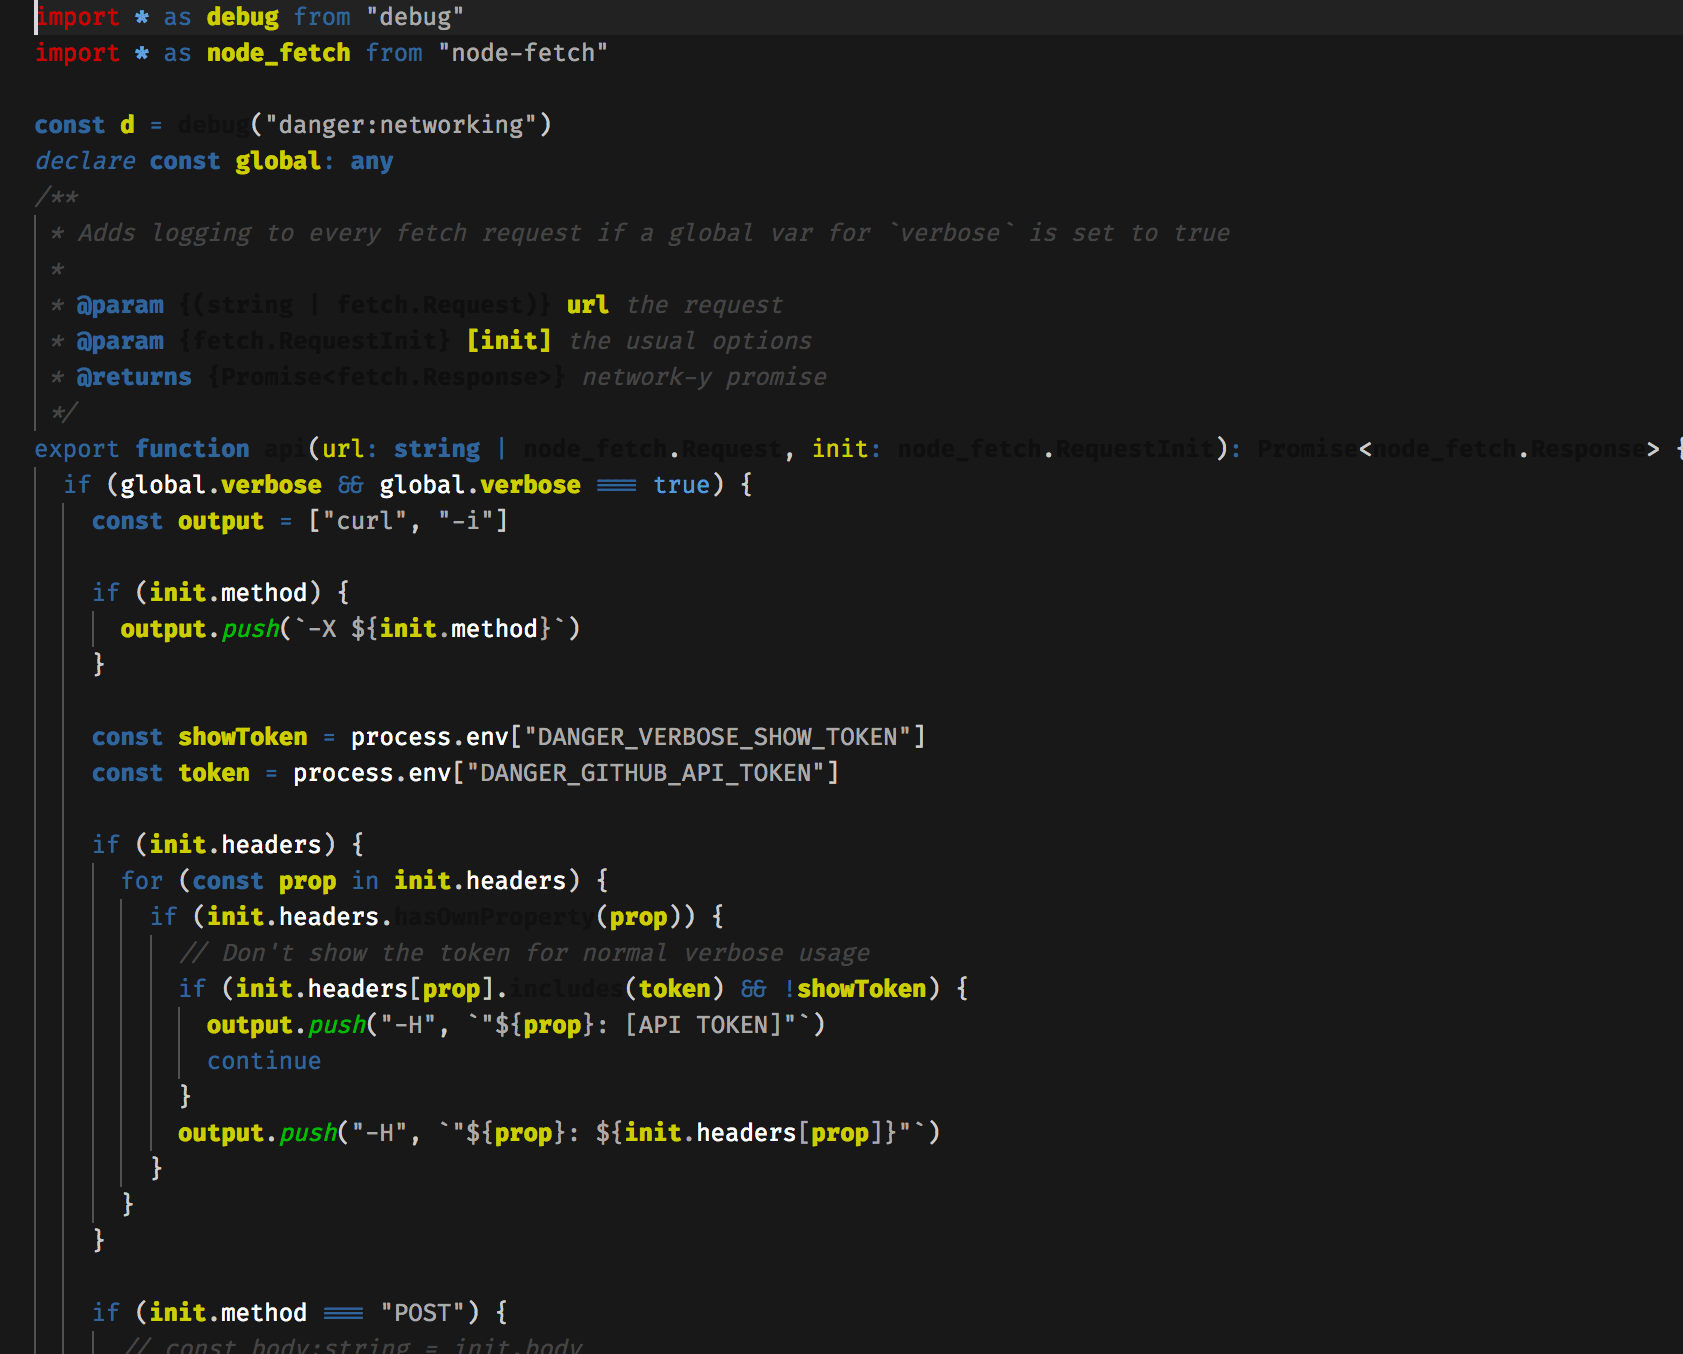 import * as debug from "debug"
import * as node_fetch from "node-fetch"
const d = debug("danger:networking")
declare const global: any
/**
* Adds logging to every fetch request if a global var for `verbose` is set to true
*
* @param {(string | fetch.Request)} url the request
* @param {fetch.RequestInit} [init] the usual options
* @returns {Promise<fetch.Response>} network-y promise
*/
export function api(url: string | node_fetch.Request, init: node_fetch.RequestInit): Promise<node_fetch.Response> {
if (global.verbose && global.verbose === true) {
const output = ["curl", "-i"]
if (init.method) {
output.push(`-X ${init.method}`)
}
const showToken = process.env["DANGER_VERBOSE_SHOW_TOKEN"]
const token = process.env["DANGER_GITHUB_API_TOKEN"]
if (init.headers) {
for (const prop in init.headers) {
if (init.headers.hasOwnProperty(prop)) {
// Don't show the token for normal verbose usage
if (init.headers[prop].includes(token) && !showToken) {
output.push("-H", `"${prop}: [API TOKEN]"`)
continue
}
output.push("-H", `"${prop}: ${init.headers[prop]}"`)
}
}
}
if (init.method === "POST") {
// const body:string = init.body